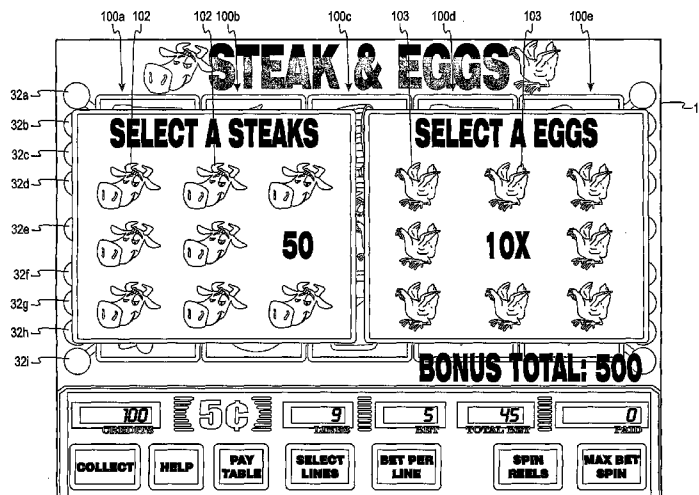 100a 102 102 100b 100c 103 100d 103 100e
STEAK & EGGS
32a
32b
32c
32d
32e
32f
32g
32h
32i
1
SELECT A STEAKS
50
SELECT A EGGS
10X
BONUS TOTAL: 500
100 5¢ 9 5 45 0
CREDITS LINES BET TOTAL BET PAID
COLLECT
HELP
PAY
TABLE
SELECT
LINES
BET PER
LINE
SPIN
REELS
MAX BET
SPIN